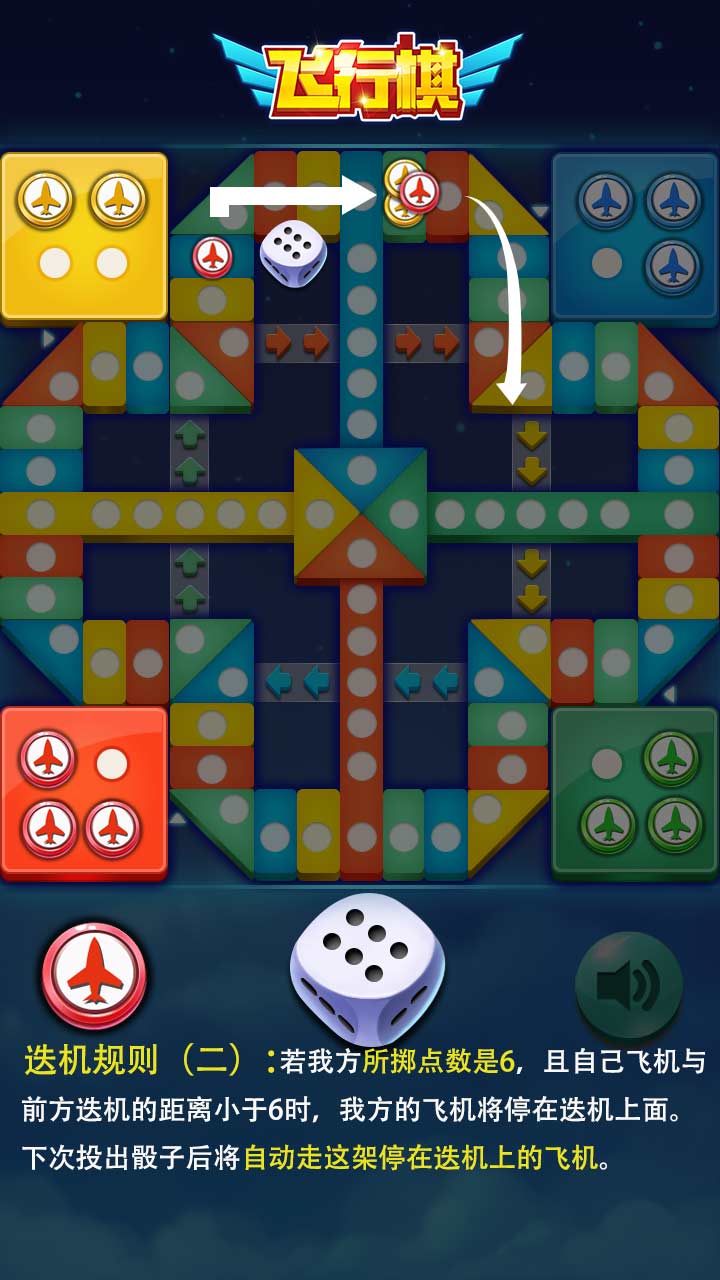 飞行棋
迭机规则（二）:若我方所掷点数是6，且自己飞机与
前方迭机的距离小于6时，我方的飞机将停在迭机上面。
下次投出骰子后将自动走这架停在迭机上的飞机。